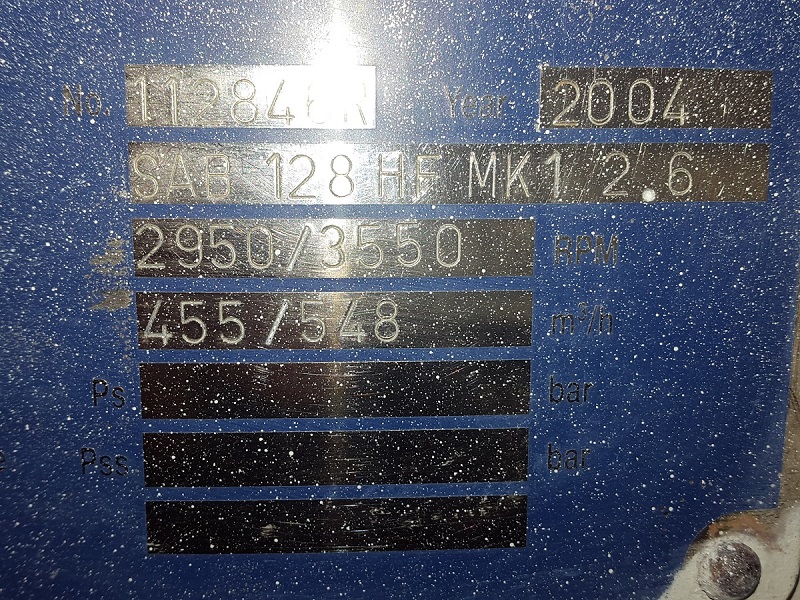 No. 112846R Year 2004
SAB 128 HF MK1 2.6
2950/3550 RPM
455/548 m³/h
Ps bar
Pss bar